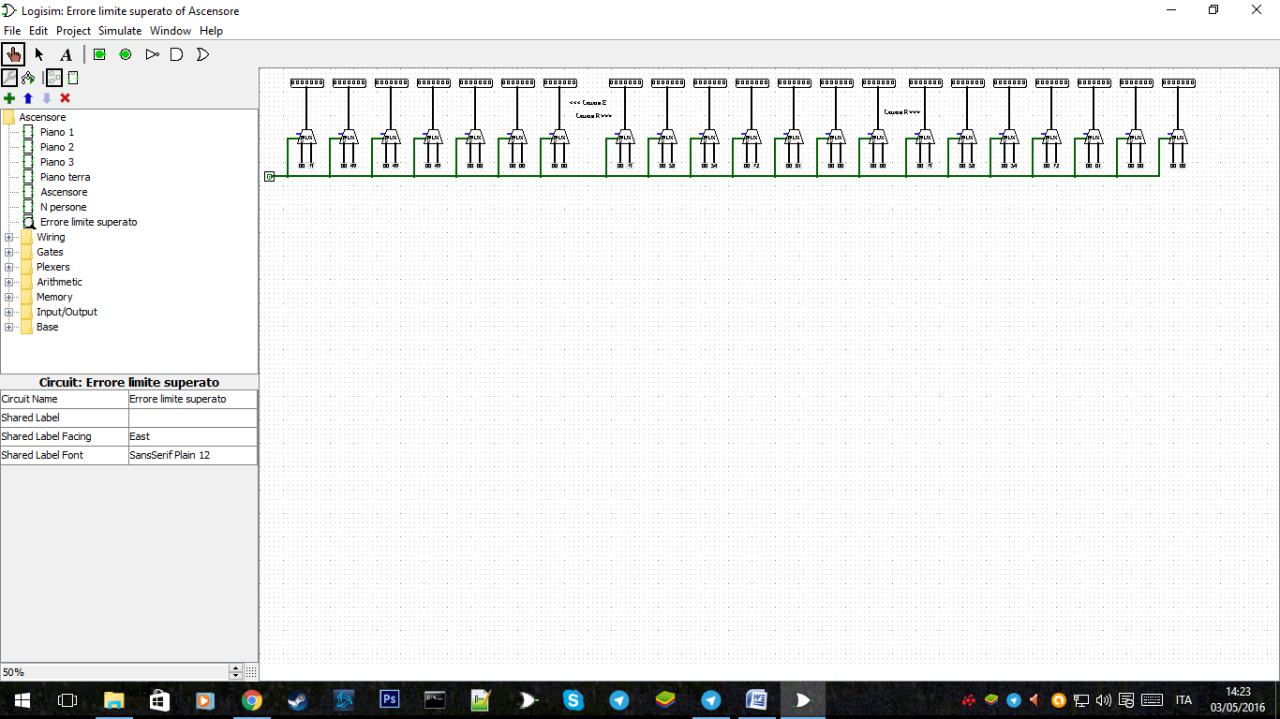 Logisim: Errore limite superato of Ascensore
File Edit Project Simulate Window Help
A
Ascensore
Piano 1
Piano 2
Piano 3
Piano terra
Ascensore
N persone
Errore limite superato
Wiring
Gates
Plexers
Arithmetic
Memory
Input/Output
Base
Circuit: Errore limite superato
Circuit Name Errore limite superato
Shared Label
Shared Label Facing East
Shared Label Font SansSerif Plain 12
50%
Ps
ITA
14:23
03/05/2016